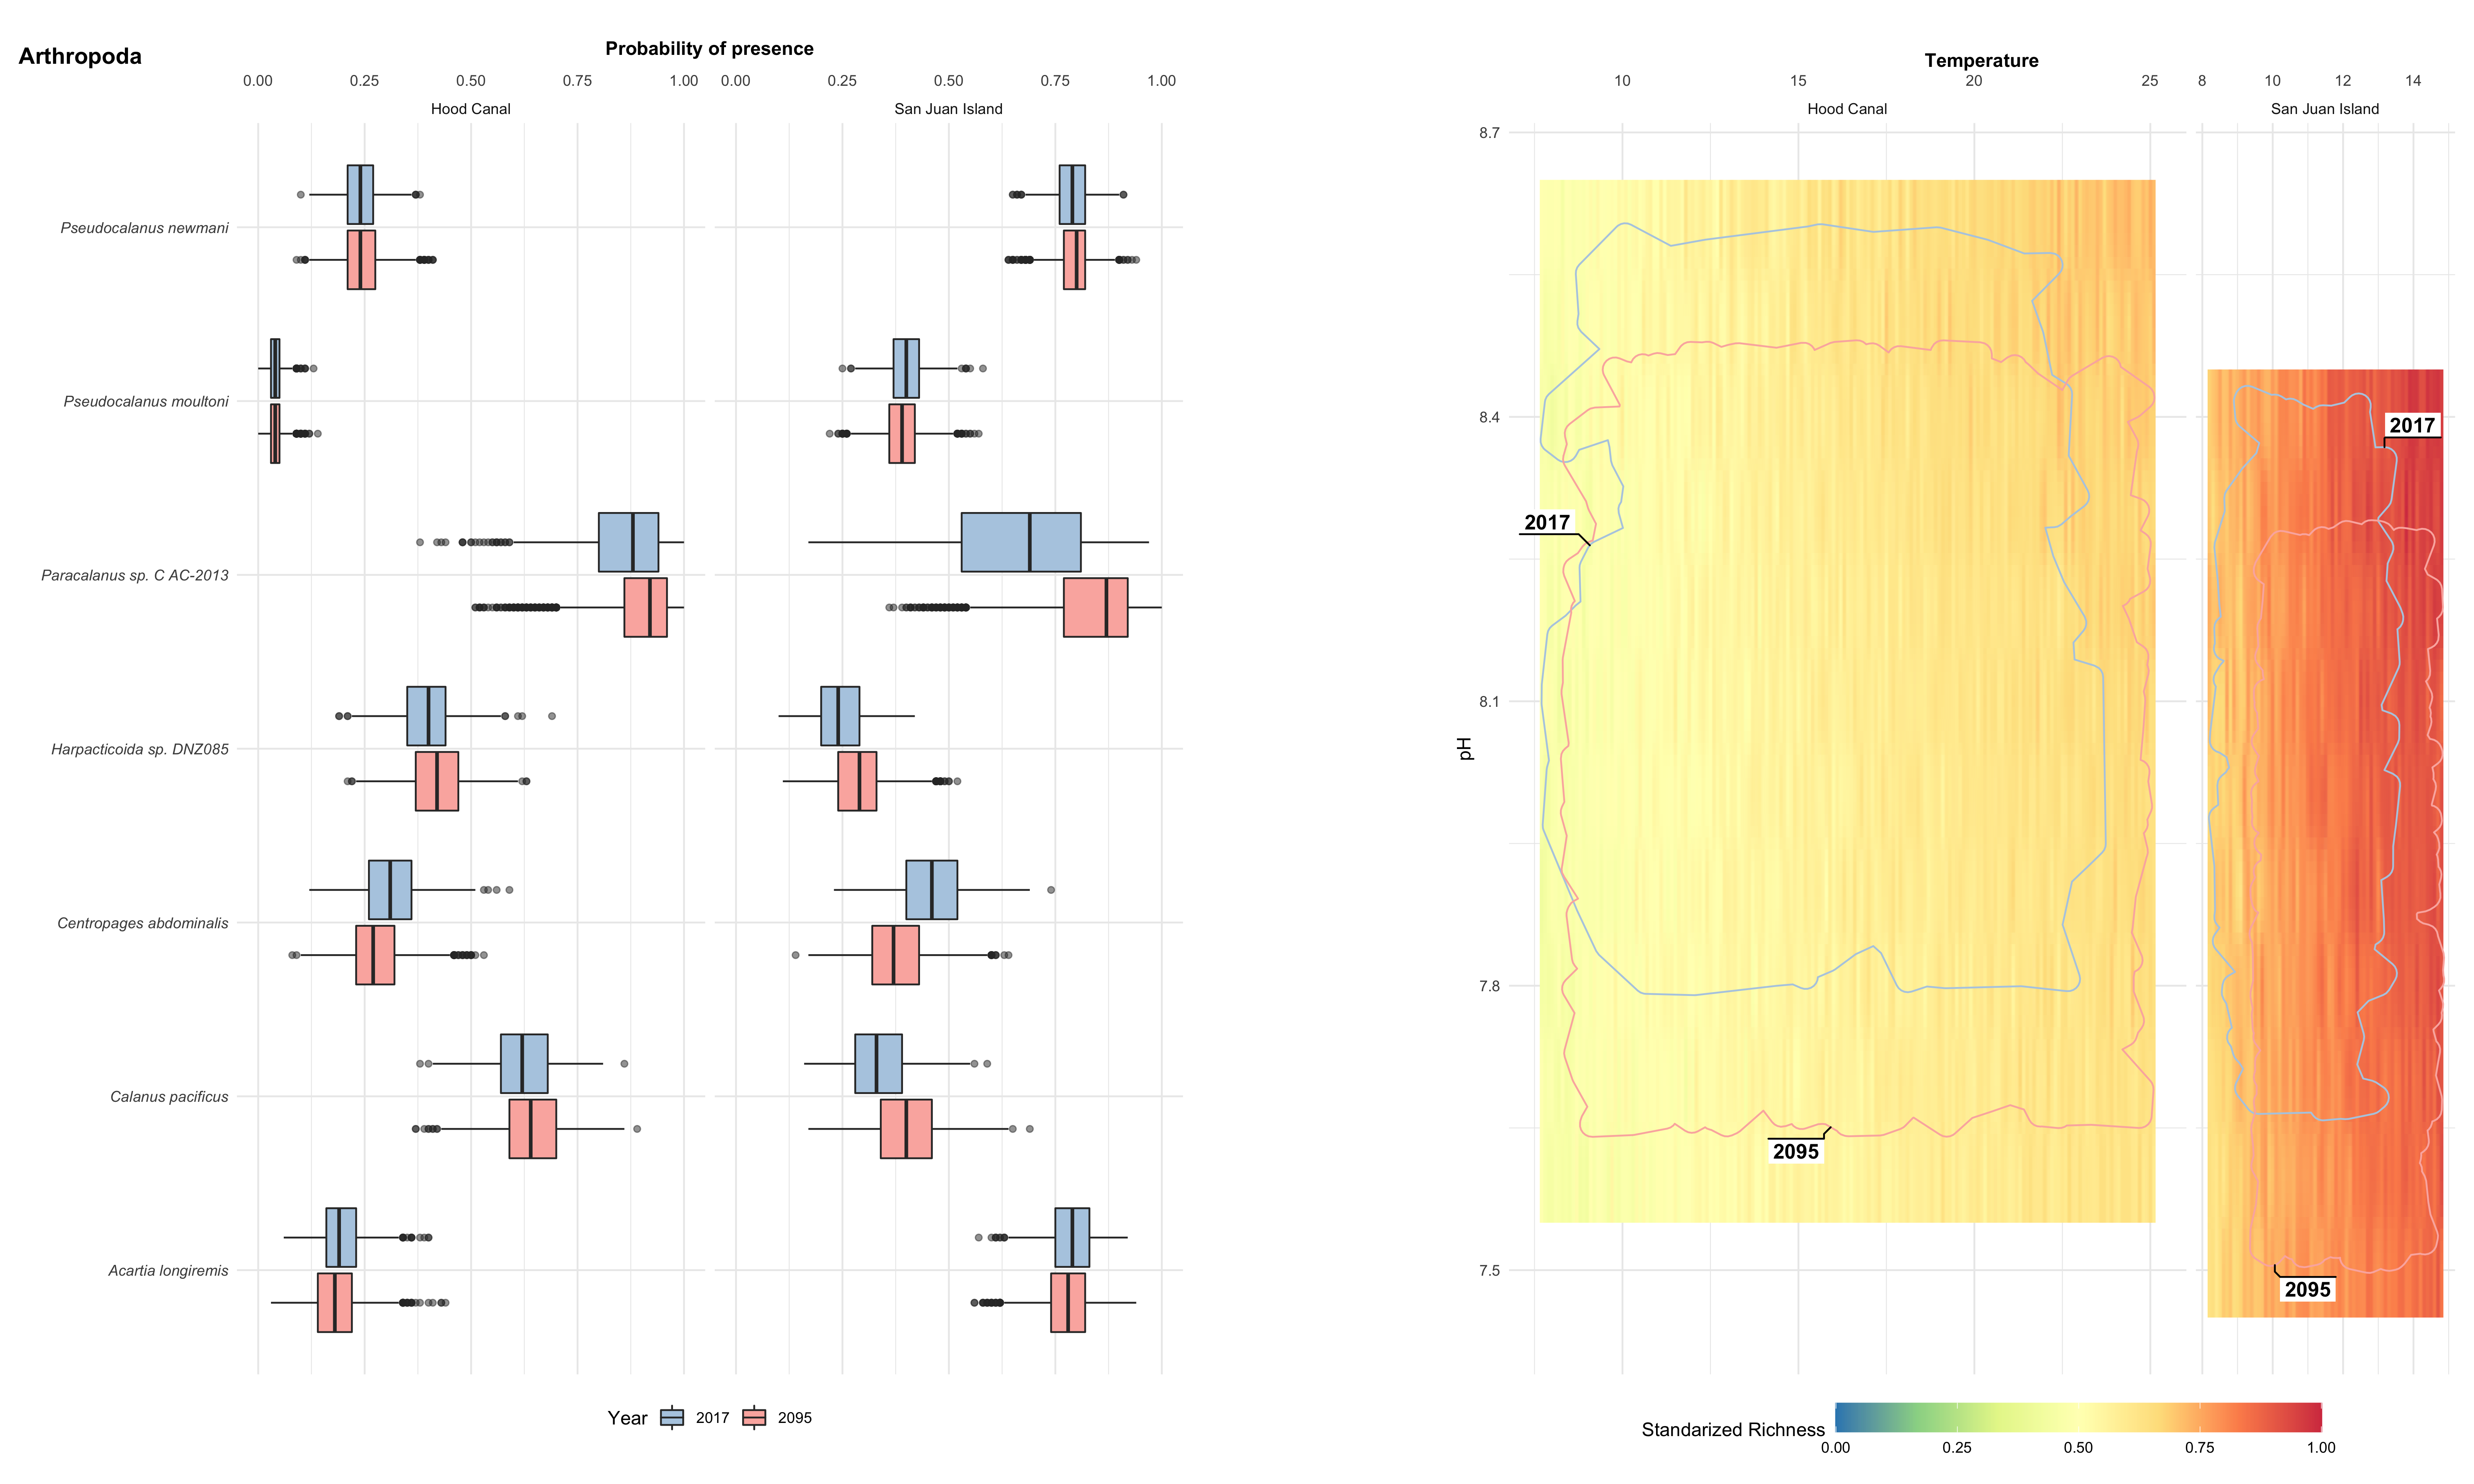 Arthropoda
Probability of presence
0.00 0.25 0.50 0.75 1.00 0.00 0.25 0.50 0.75 1.00
Hood Canal San Juan Island
Pseudocalanus newmani
Pseudocalanus moultoni
Paracalanus sp. C AC-2013
Harpacticoida sp. DNZ085
Centropages abdominalis
Calanus pacificus
Acartia longiremis
Year 2017 2095
Temperature
10 15 20 25 8 10 12 14
Hood Canal San Juan Island
8.7
8.4
8.1
7.8
7.5
pH
2017
2017
2095
2095
Standarized Richness
0.00 0.25 0.50 0.75 1.00